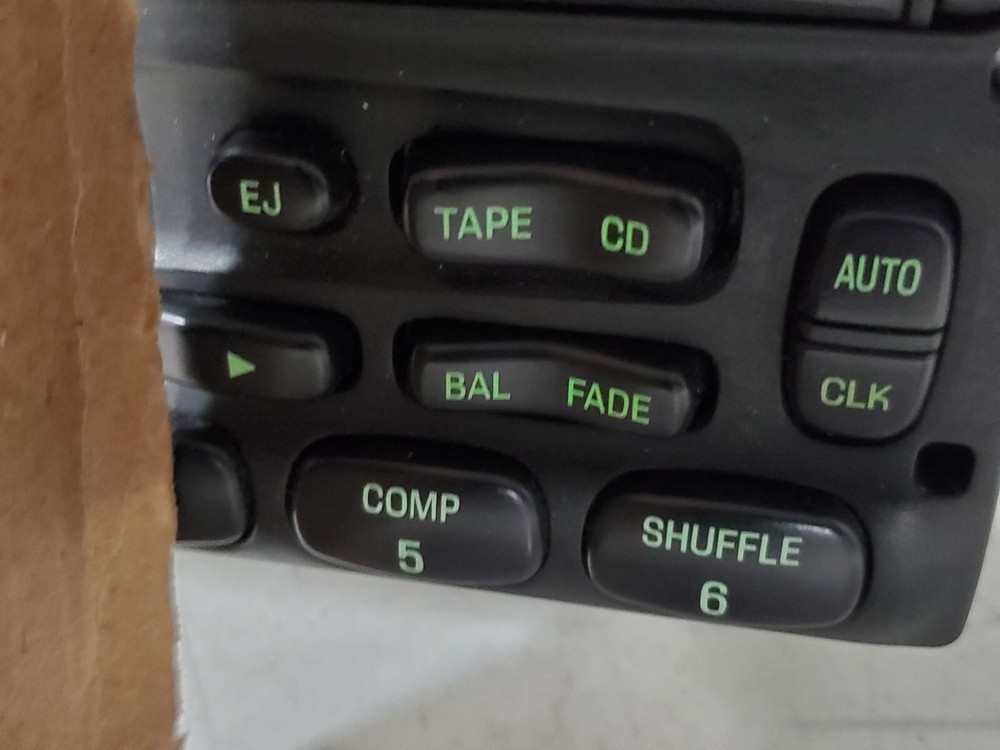 EJ
TAPE CD
AUTO
BAL FADE
CLK
COMP
5
SHUFFLE
6